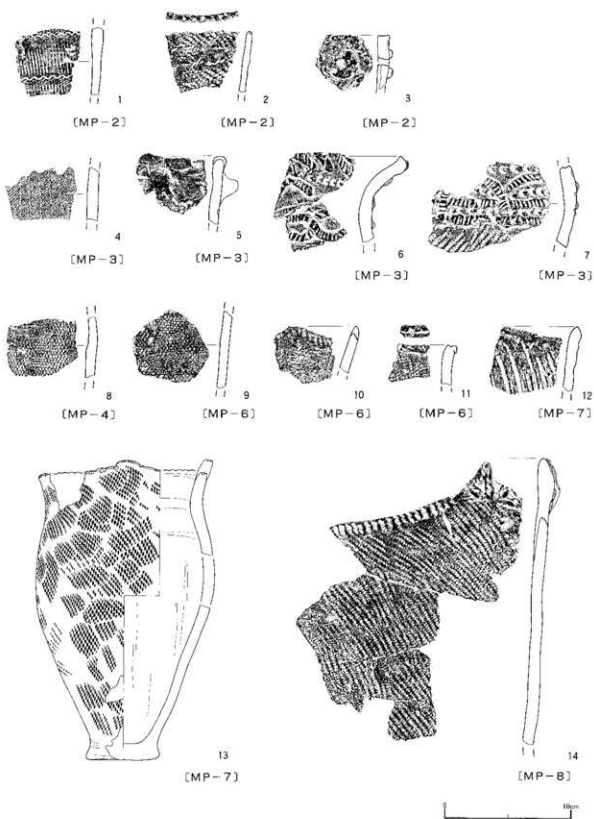 1 2 3
[MP-2] [MP-2] [MP-2]
4 5 6 7
[MP-3] [MP-3] [MP-3] [MP-3]
8 9 10 11 12
[MP-4] [MP-6] [MP-6] [MP-6] [MP-7]
13 14
[MP-7] [MP-8]
0 10cm